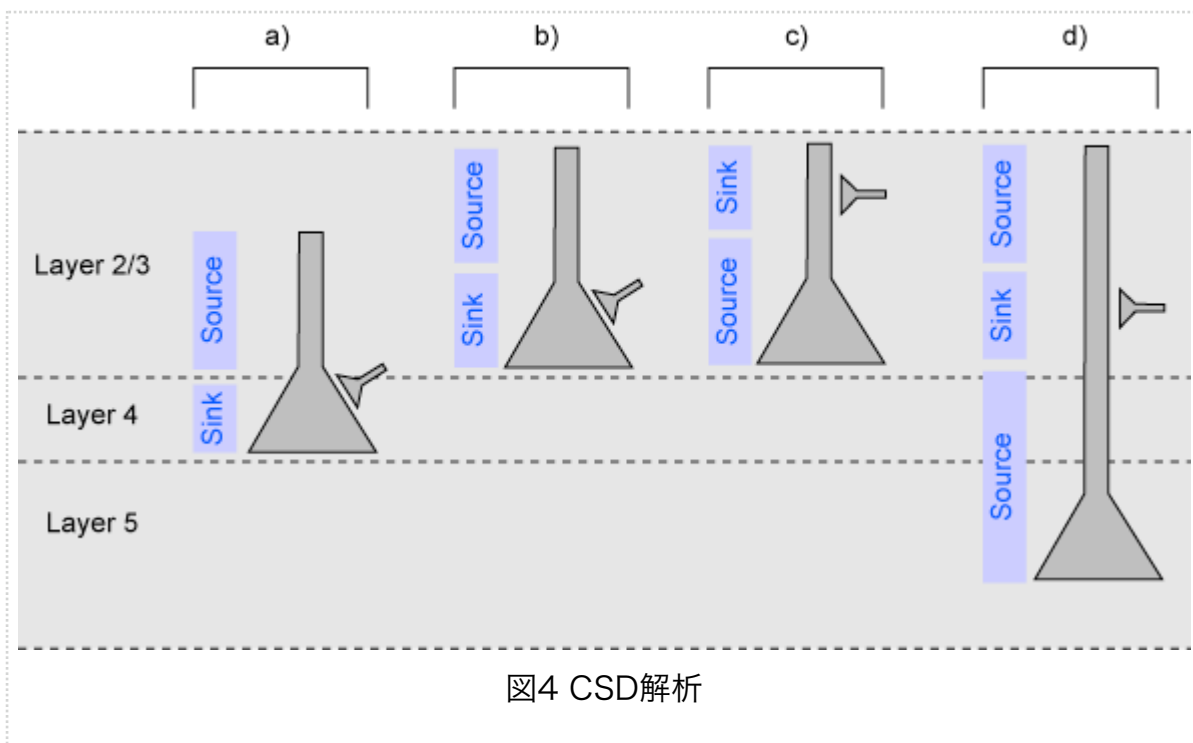 a) b) c) d)
Source Sink Source Source
Layer 2/3
Sink Source Sink
Layer 4
Sink
Source
Layer 5
図4 CSD解析